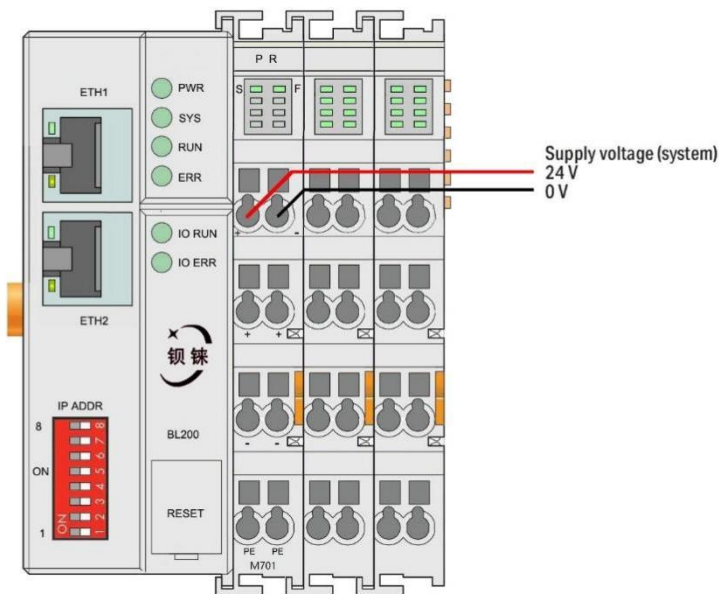 P R
S F
ETH1
PWR
SYS
RUN
ERR
Supply voltage (system)
24 V
0 V
+ -
IO RUN
IO ERR
ETH2
+ +
钡铼
IP ADDR
8
8
7
6
ON
5
4
3
2
1
ON
1
BL200
- -
RESET
PE PE
M701